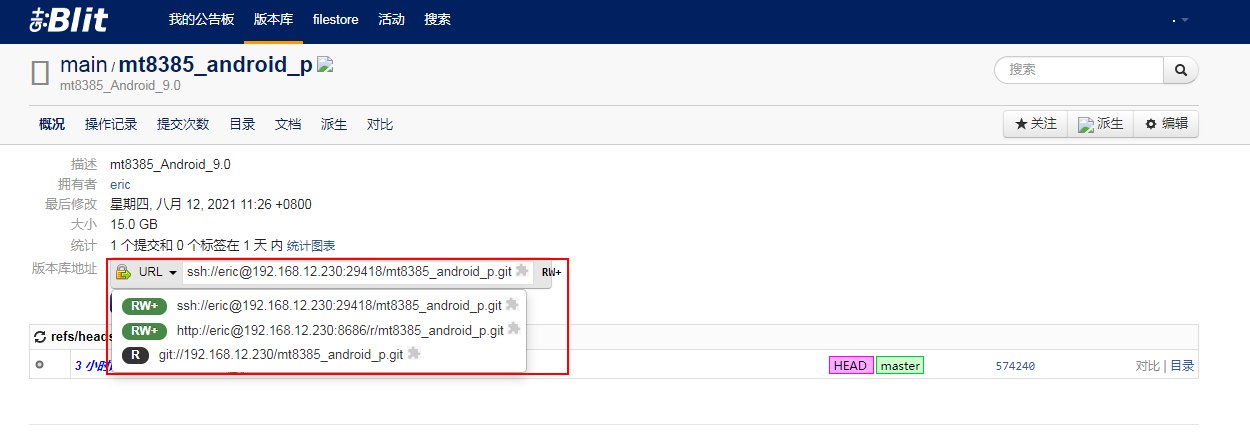 吉Blit 我的公告板 版本库 filestore 活动 搜索
main / mt8385_android_p
搜索
mt8385_Android_9.0
概况 操作记录 提交次数 目录 文档 派生 对比 关注 派生 编辑
描述 mt8385_Android_9.0
拥有者 eric
最后修改 星期四, 八月 12, 2021 11:26 +0800
大小 15.0 GB
统计 1 个提交和 0 个标签在 1 天 内 统计图表
版本库地址 URL ssh://eric@192.168.12.230:29418/mt8385_android_p.git RW+
RW+ ssh://eric@192.168.12.230:29418/mt8385_android_p.git
RW+ http://eric@192.168.12.230:8686/r/mt8385_android_p.git
refs/heads
R git://192.168.12.230/mt8385_android_p.git
3 小时 HEAD master 574240 对比 | 目录